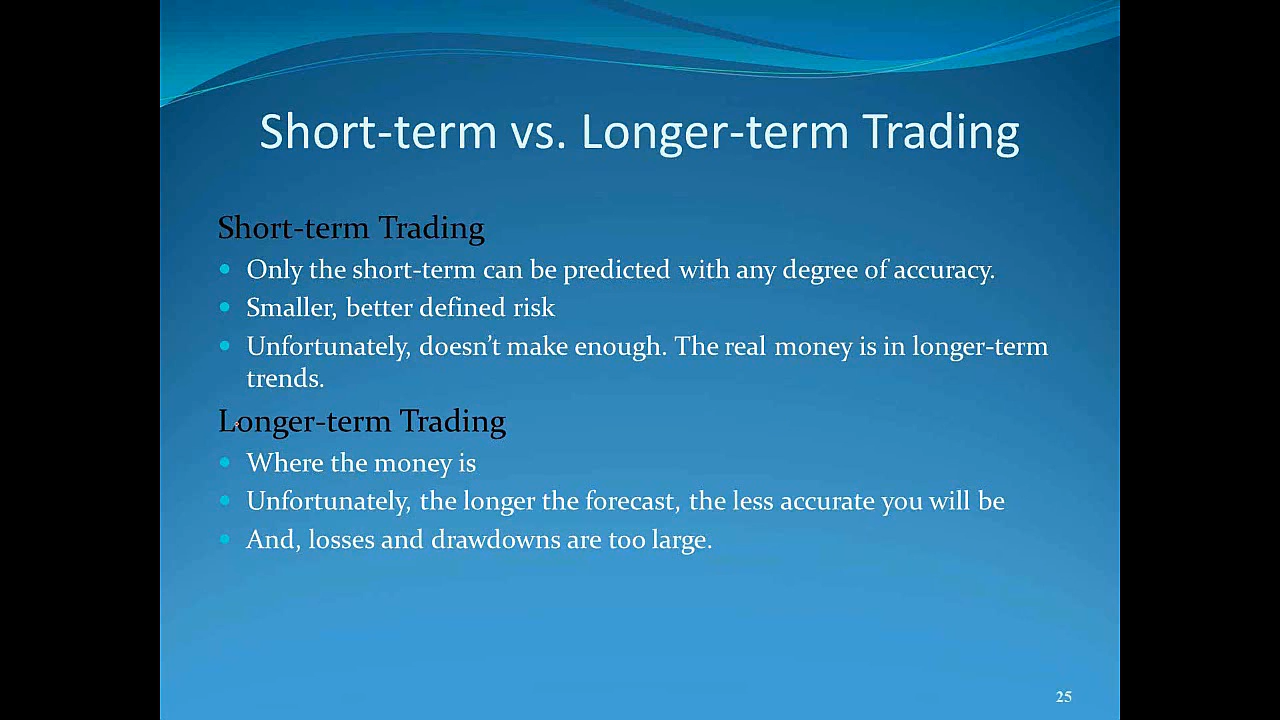 Short-term vs. Longer-term Trading
Short-term Trading
• Only the short-term can be predicted with any degree of accuracy.
• Smaller, better defined risk
• Unfortunately, doesn’t make enough. The real money is in longer-term
trends.
Longer-term Trading
• Where the money is
• Unfortunately, the longer the forecast, the less accurate you will be
• And, losses and drawdowns are too large.
25